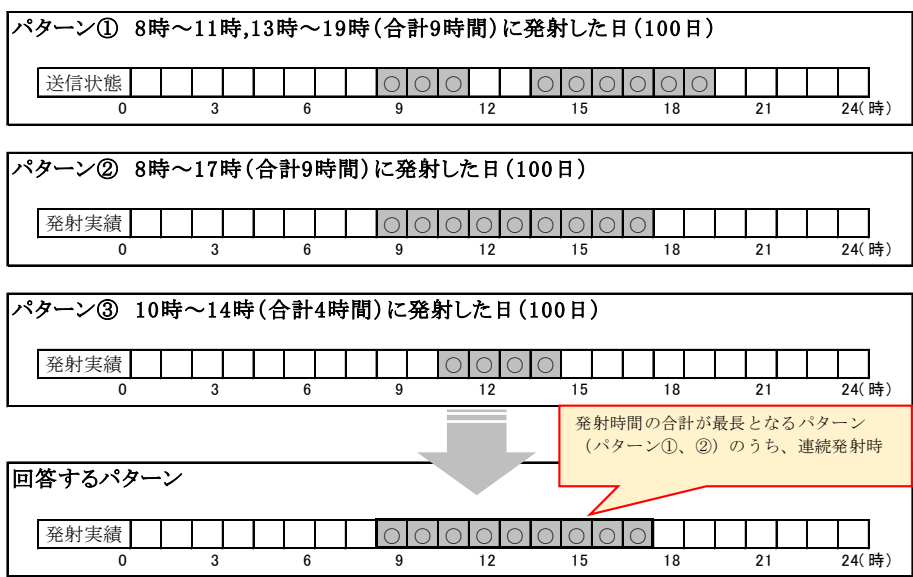 パターン① 8時～11時,13時～19時(合計9時間)に発射した日(100日)
送信状態 ○ ○ ○ ○ ○ ○ ○ ○ ○
0 3 6 9 12 15 18 21 24(時)
パターン② 8時～17時(合計9時間)に発射した日(100日)
発射実績 ○ ○ ○ ○ ○ ○ ○ ○ ○
0 3 6 9 12 15 18 21 24(時)
パターン③ 10時～14時(合計4時間)に発射した日(100日)
発射実績 ○ ○ ○ ○
0 3 6 9 12 15 18 21 24(時)
発射時間の合計が最長となるパターン
(パターン①、②)のうち、連続発射時
回答するパターン
発射実績 ○ ○ ○ ○ ○ ○ ○ ○ ○
0 3 6 9 12 15 18 21 24(時)